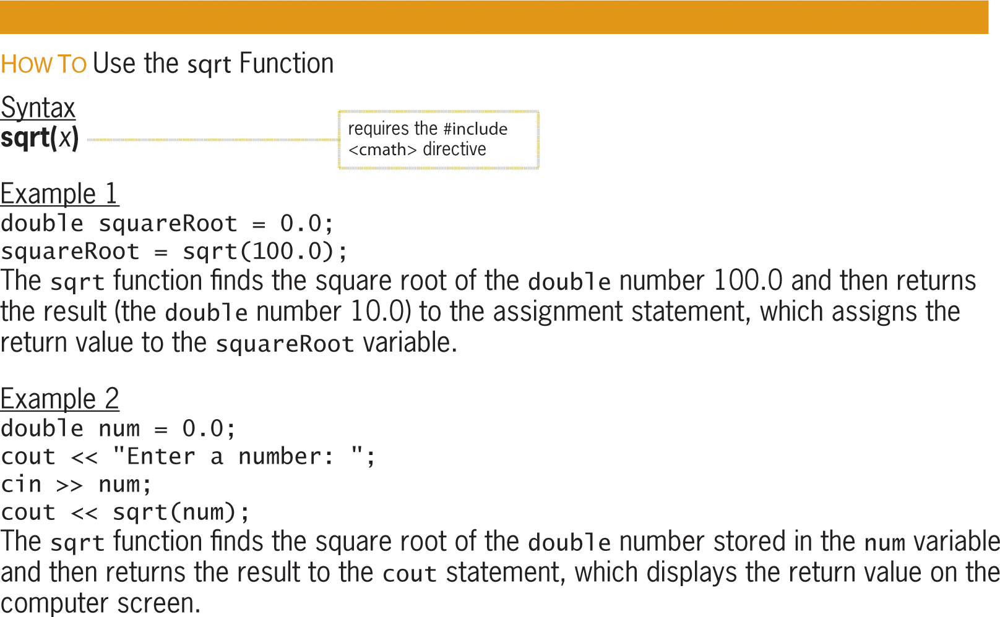 HOW TO Use the sqrt Function
Syntax
sqrt(x)
requires the #include
<cmath> directive
Example 1
double squareRoot = 0.0;
squareRoot = sqrt(100.0);
The sqrt function finds the square root of the double number 100.0 and then returns
the result (the double number 10.0) to the assignment statement, which assigns the
return value to the squareRoot variable.
Example 2
double num = 0.0;
cout << "Enter a number: ";
cin >> num;
cout << sqrt(num);
The sqrt function finds the square root of the double number stored in the num variable
and then returns the result to the cout statement, which displays the return value on the
computer screen.